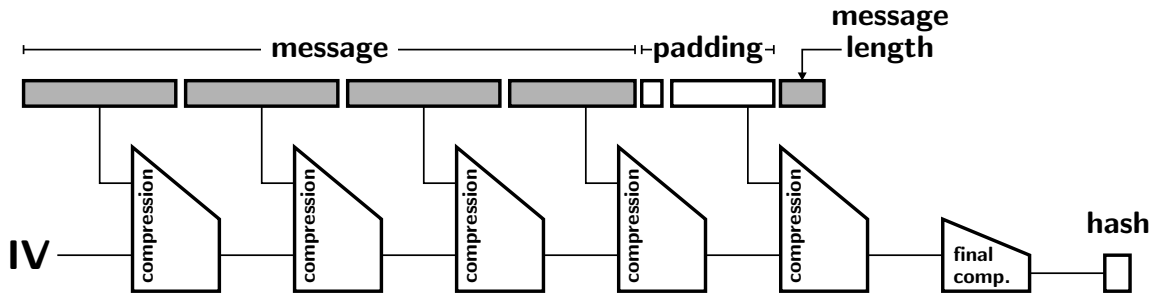 message
padding
message
length
compression
compression
compression
compression
compression
IV
final
comp.
hash